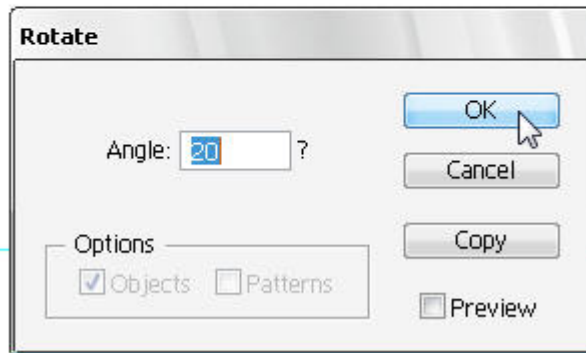 Rotate
OK
Angle: 20 ?
Cancel
Options
Copy
Objects Patterns
Preview